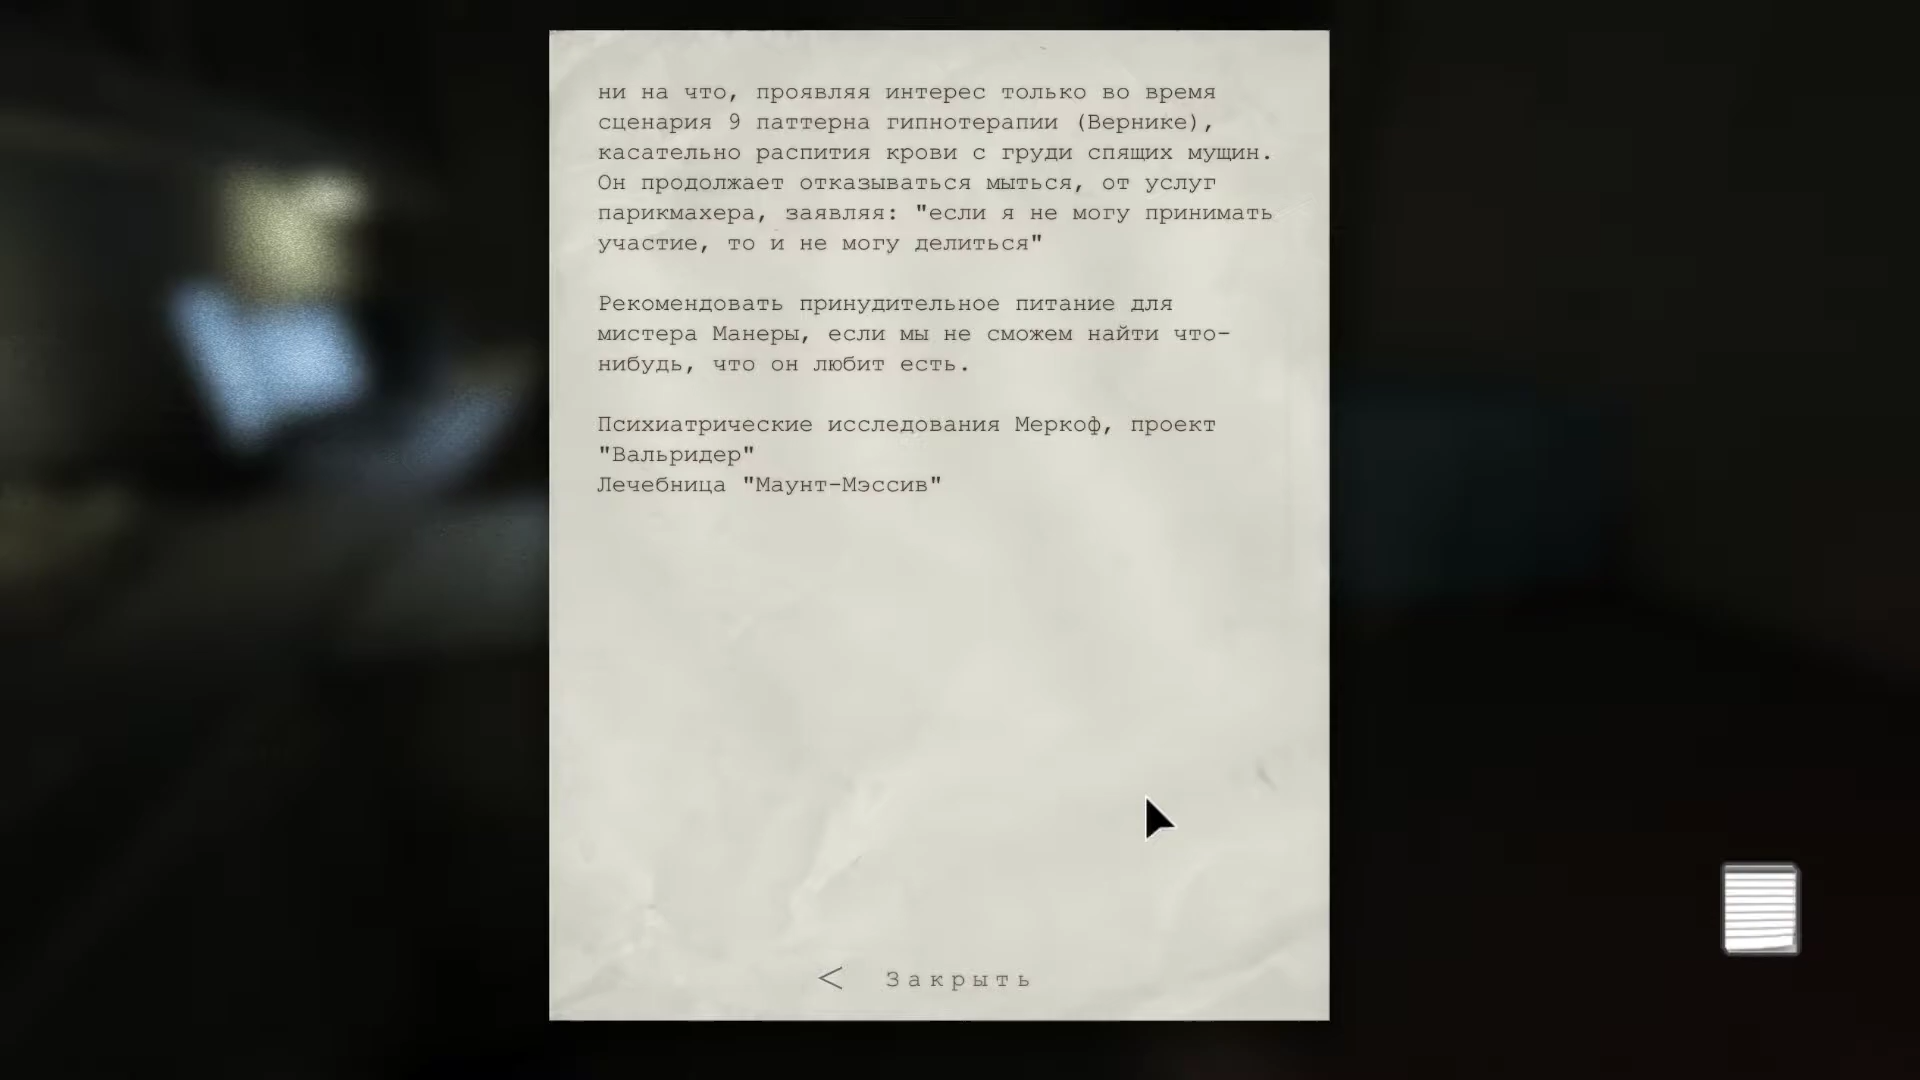 ни на что, проявляя интерес только во время
сценария 9 паттерна гипнотерапии (Вернике),
касательно распития крови с груди спящих мущин.
Он продолжает отказываться мыться, от услуг
парикмахера, заявляя: "если я не могу принимать
участие, то и не могу делиться"
Рекомендовать принудительное питание для
мистера Манеры, если мы не сможем найти что-
нибудь, что он любит есть.
Психиатрические исследования Меркоф, проект
"Вальридер"
Лечебница "Маунт-Мэссив"
< Закрыть